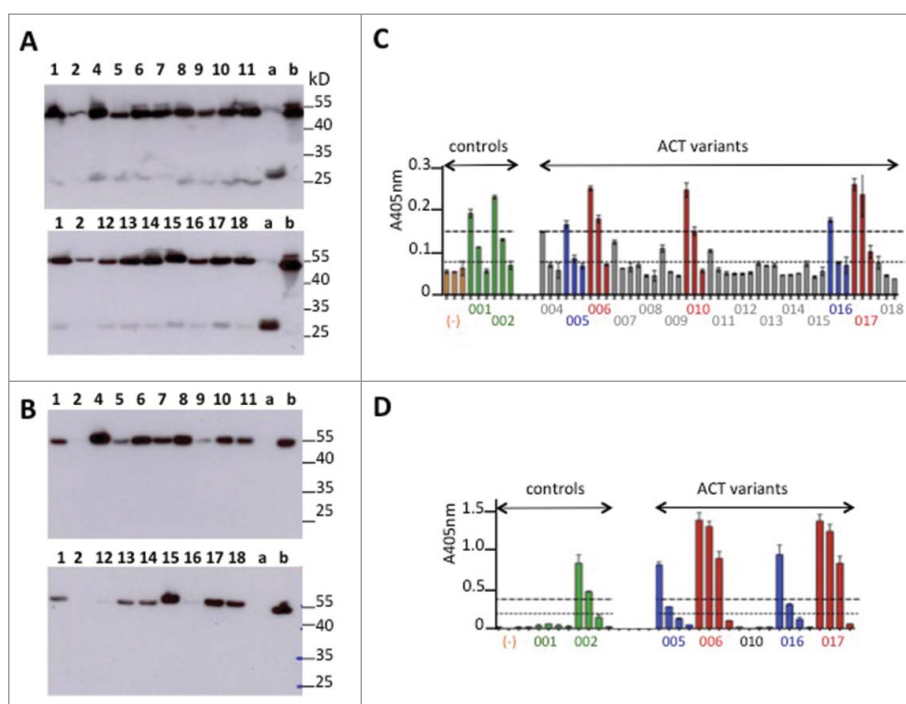 A
1 2 4 5 6 7 8 9 10 11 a b
kD
55
40
35
25
1 2 12 13 14 15 16 17 18 a b
55
40
35
25
B
1 2 4 5 6 7 8 9 10 11 a b
55
40
35
25
1 2 12 13 14 15 16 17 18 a b
55
40
35
25
C
controls ACT variants
A405nm
0.3
0.2
0.1
0
001 004 006 008 010 012 014 016 018
(-) 002 005 007 009 011 013 015 017
D
controls ACT variants
A405nm
1.5
1.0
0.5
0
(-) 001 002 005 006 010 016 017